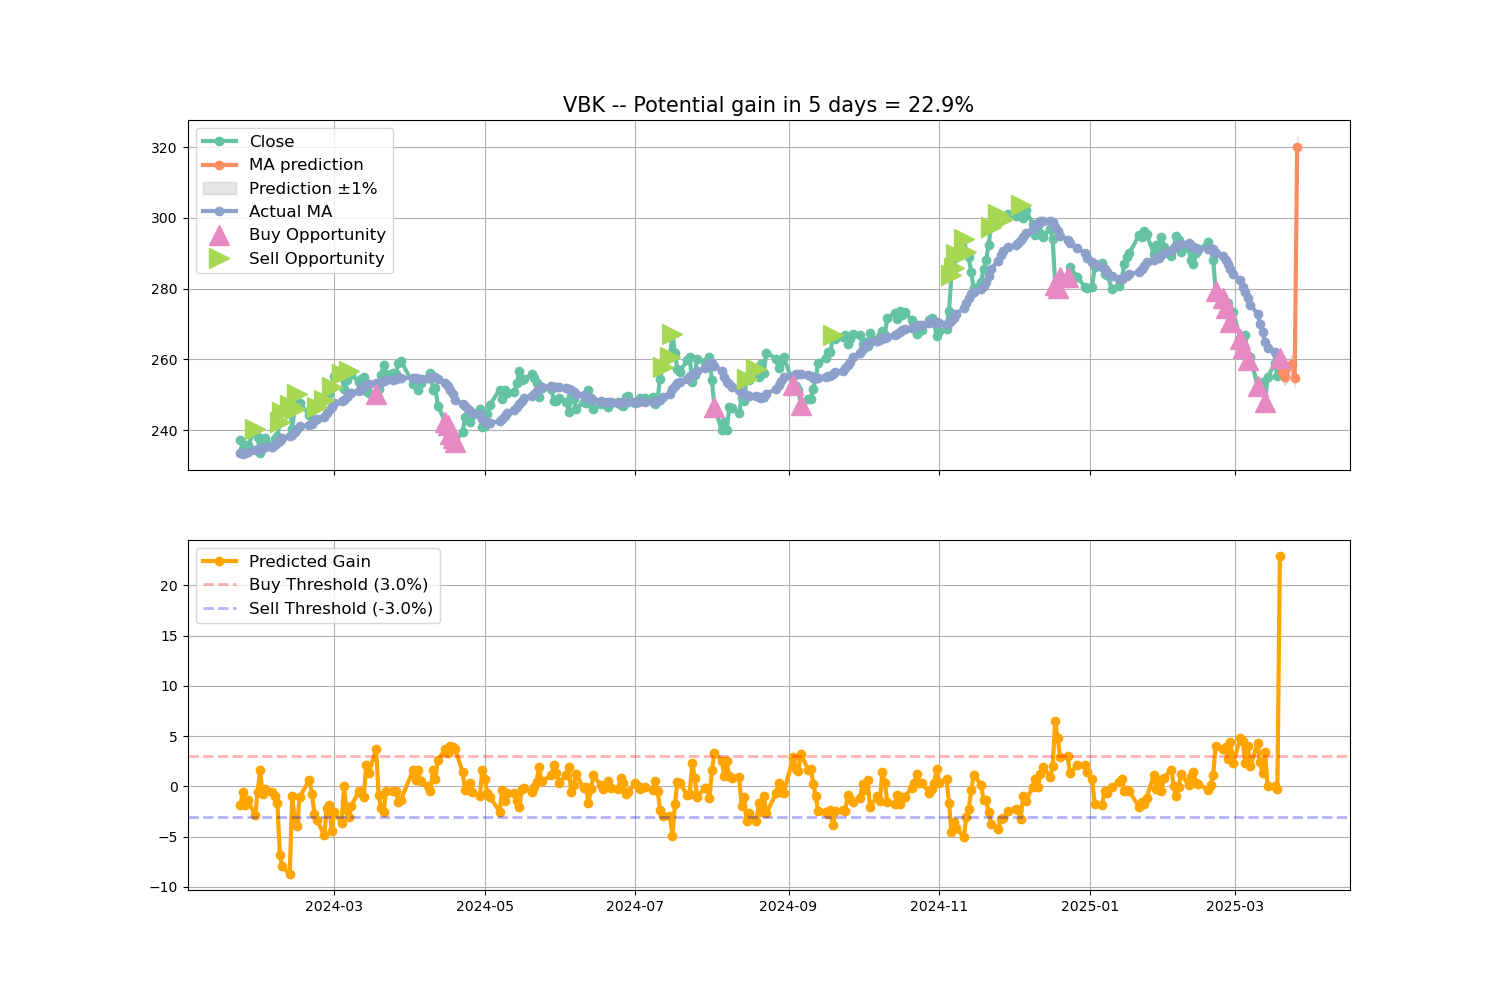 VBK -- Potential gain in 5 days = 22.9%
Close
MA prediction
Prediction ±1%
Actual MA
Buy Opportunity
Sell Opportunity
320
300
280
260
240
Predicted Gain
Buy Threshold (3.0%)
Sell Threshold (-3.0%)
20
15
10
5
0
−5
−10
2024-03
2024-05
2024-07
2024-09
2024-11
2025-01
2025-03